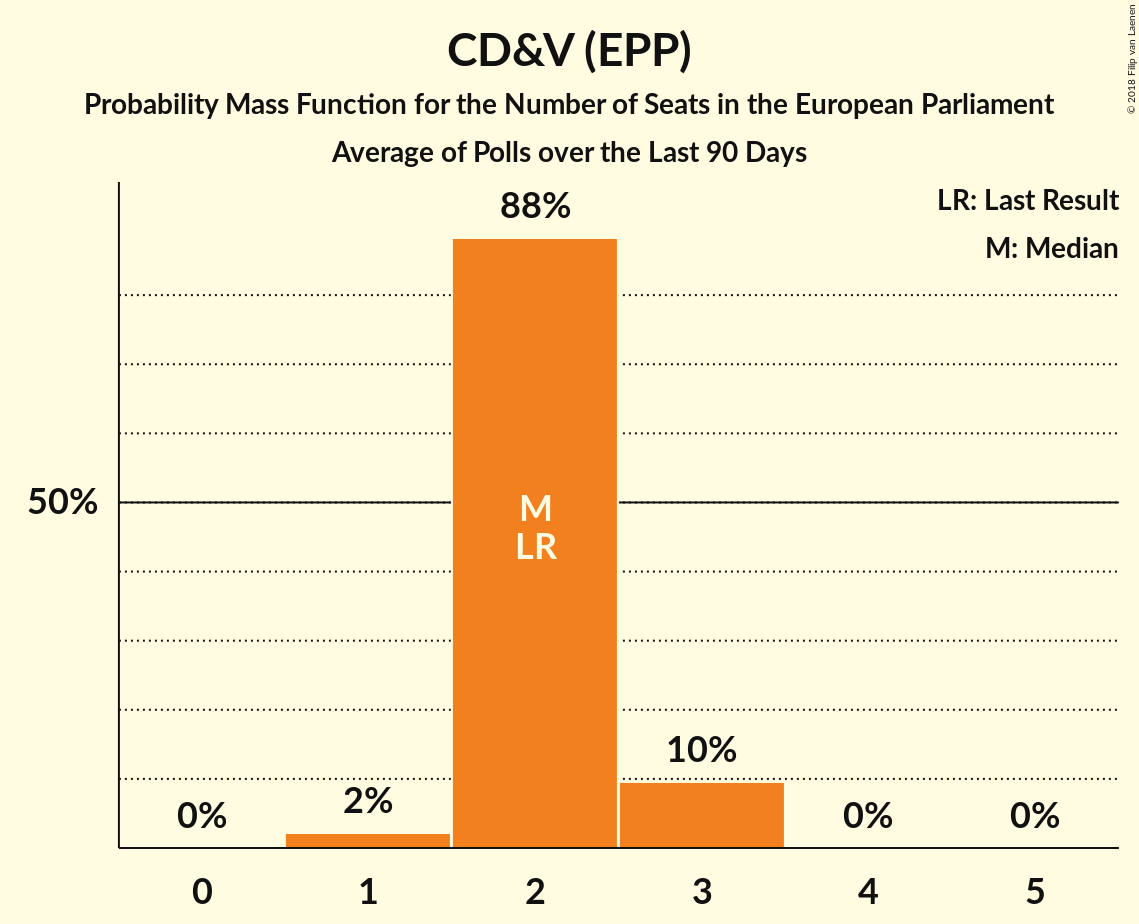 CD&V (EPP)
Probability Mass Function for the Number of Seats in the European Parliament
Average of Polls over the Last 90 Days
© 2018 Filip van Laenen
LR: Last Result
M: Median
88%
50%
M
LR
10%
2%
0%
0%
0%
0 1 2 3 4 5